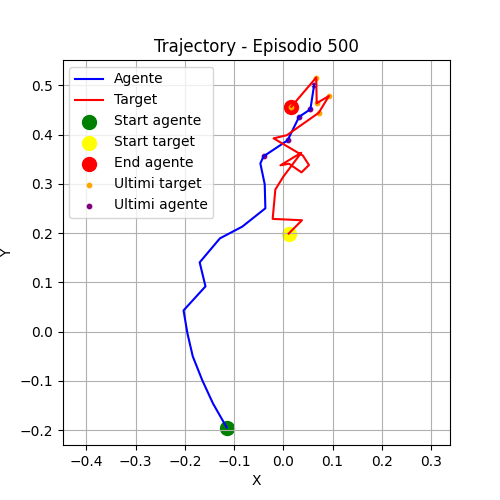 Trajectory - Episodio 500
Agente
Target
Start agente
Start target
End agente
Ultimi target
Ultimi agente
Y
0.5
0.4
0.3
0.2
0.1
0.0
−0.1
−0.2
−0.4 −0.3 −0.2 −0.1 0.0 0.1 0.2 0.3
X